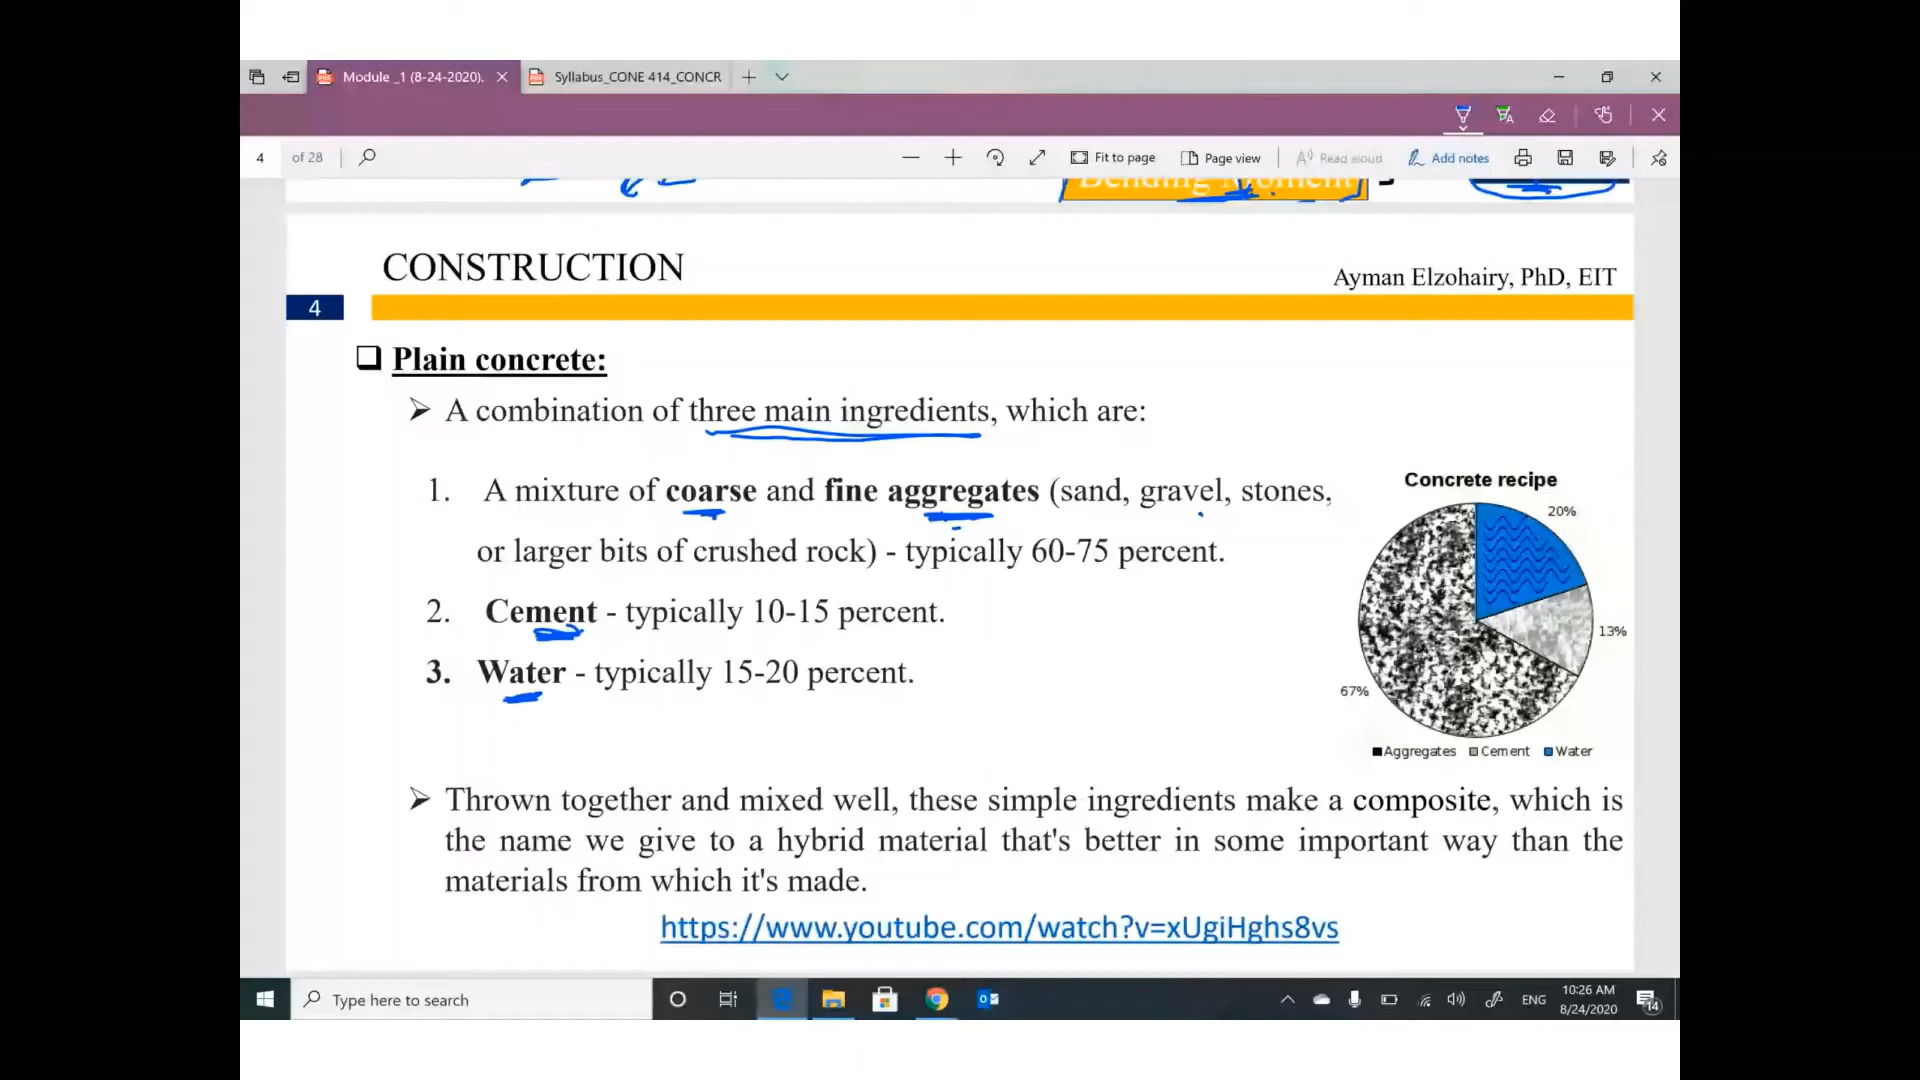 Module _1 (8-24-2020).
Syllabus_CONE 414_CONCR
4 of 28
Fit to page
Page view
Read aloud
Add notes
Bending Moment
CONSTRUCTION
Ayman Elzohairy, PhD, EIT
4
Plain concrete:
A combination of three main ingredients, which are:
1. A mixture of coarse and fine aggregates (sand, gravel, stones,
or larger bits of crushed rock) - typically 60-75 percent.
2. Cement - typically 10-15 percent.
3. Water - typically 15-20 percent.
Concrete recipe
20%
13%
67%
Aggregates Cement Water
Thrown together and mixed well, these simple ingredients make a composite, which is
the name we give to a hybrid material that's better in some important way than the
materials from which it's made.
https://www.youtube.com/watch?v=xUgiHghs8vs
Type here to search
ENG
10:26 AM
8/24/2020
14